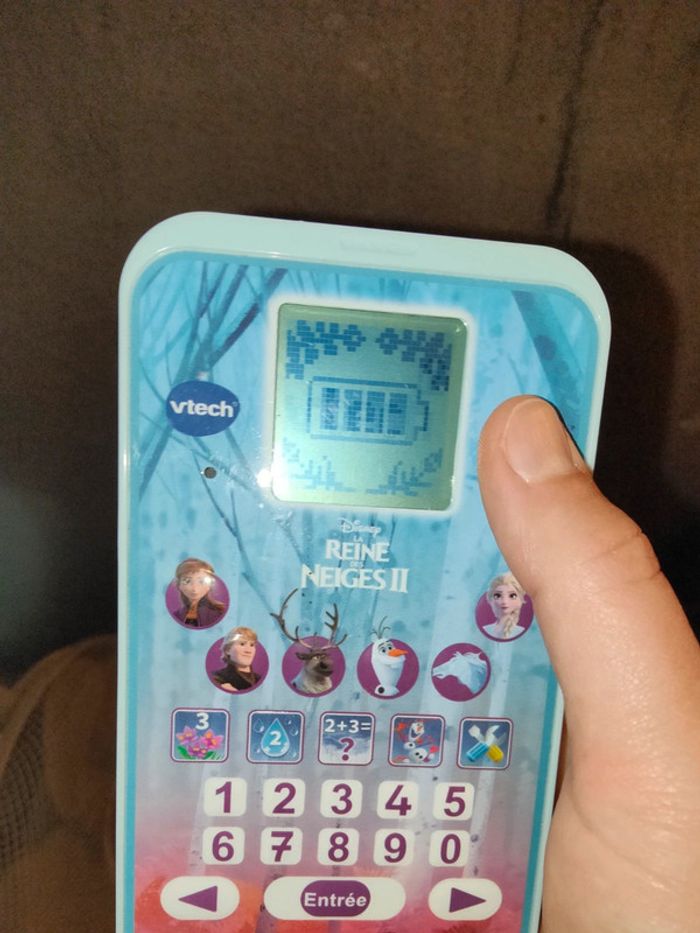 vtech
Disney
LA
REINE
DES
NEIGES II
3
2
2+3=
?
1 2 3 4 5
6 7 8 9 0
Entrée